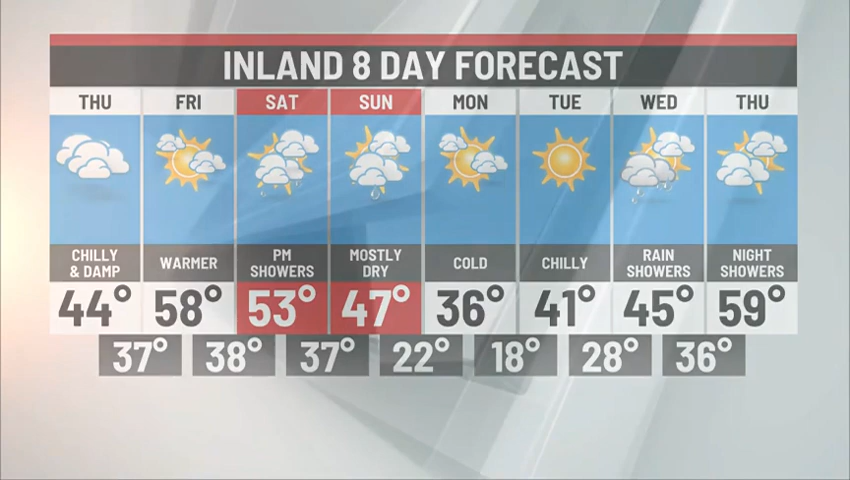 INLAND 8 DAY FORECAST
THU FRI SAT SUN MON TUE WED THU
CHILLY & DAMP WARMER PM SHOWERS MOSTLY DRY COLD CHILLY RAIN SHOWERS NIGHT SHOWERS
44° 58° 53° 47° 36° 41° 45° 59°
37° 38° 37° 22° 18° 28° 36°